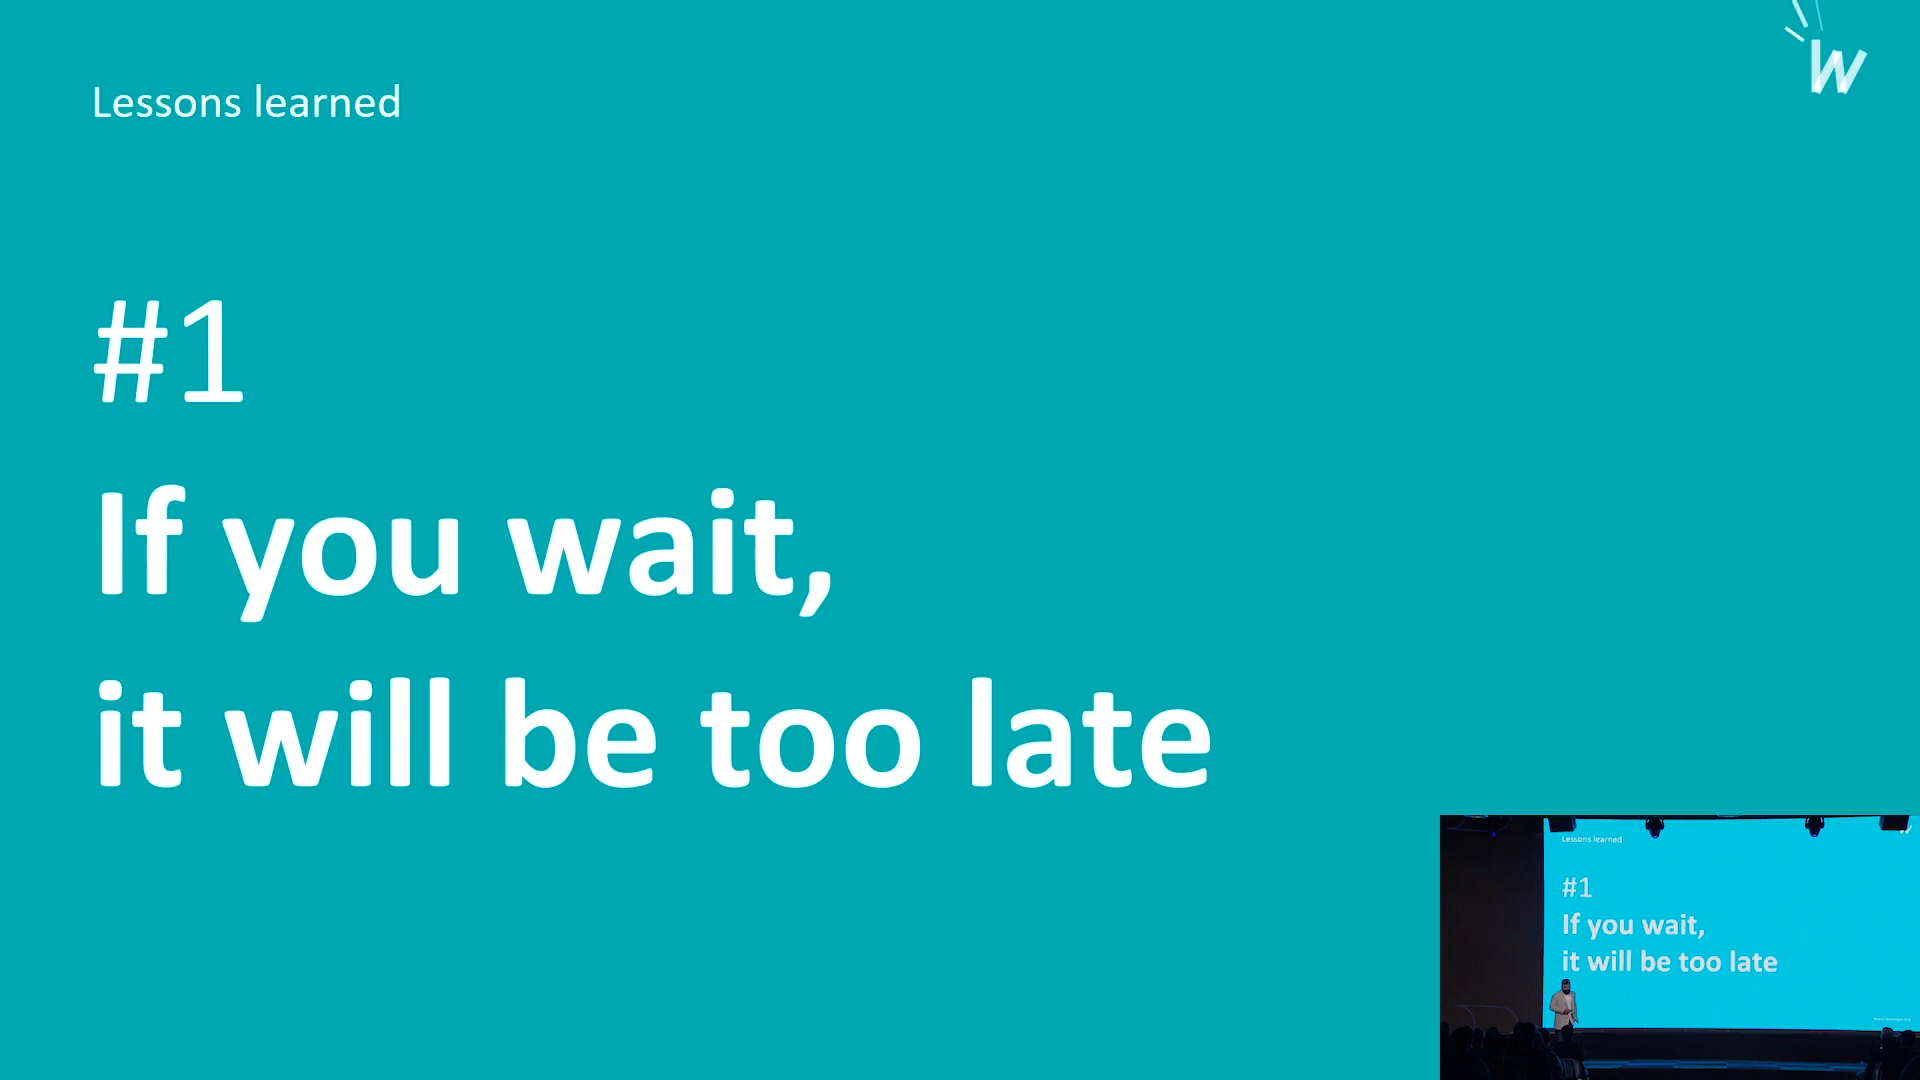 Lessons learned
W
#1
If you wait,
it will be too late
Lessons learned
#1
If you wait,
it will be too late